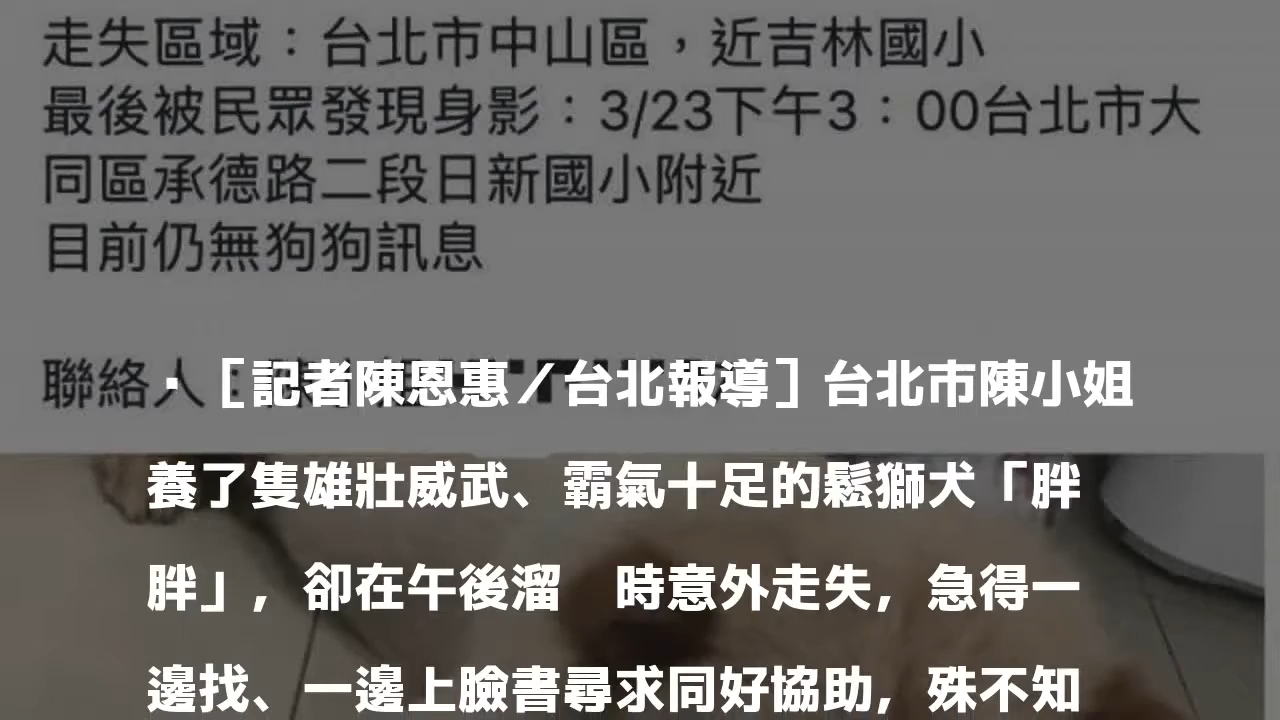 走失區域：台北市中山區，近吉林國小
最後被民眾發現身影：3/23下午3：00台北市大
同區承德路二段日新國小附近
目前仍無狗狗訊息
聯絡人
·［記者陳恩惠／台北報導］台北市陳小姐
養了隻雄壯威武、霸氣十足的鬆獅犬「胖
胖」，卻在午後溜　時意外走失，急得一
邊找、一邊上臉書尋求同好協助，殊不知